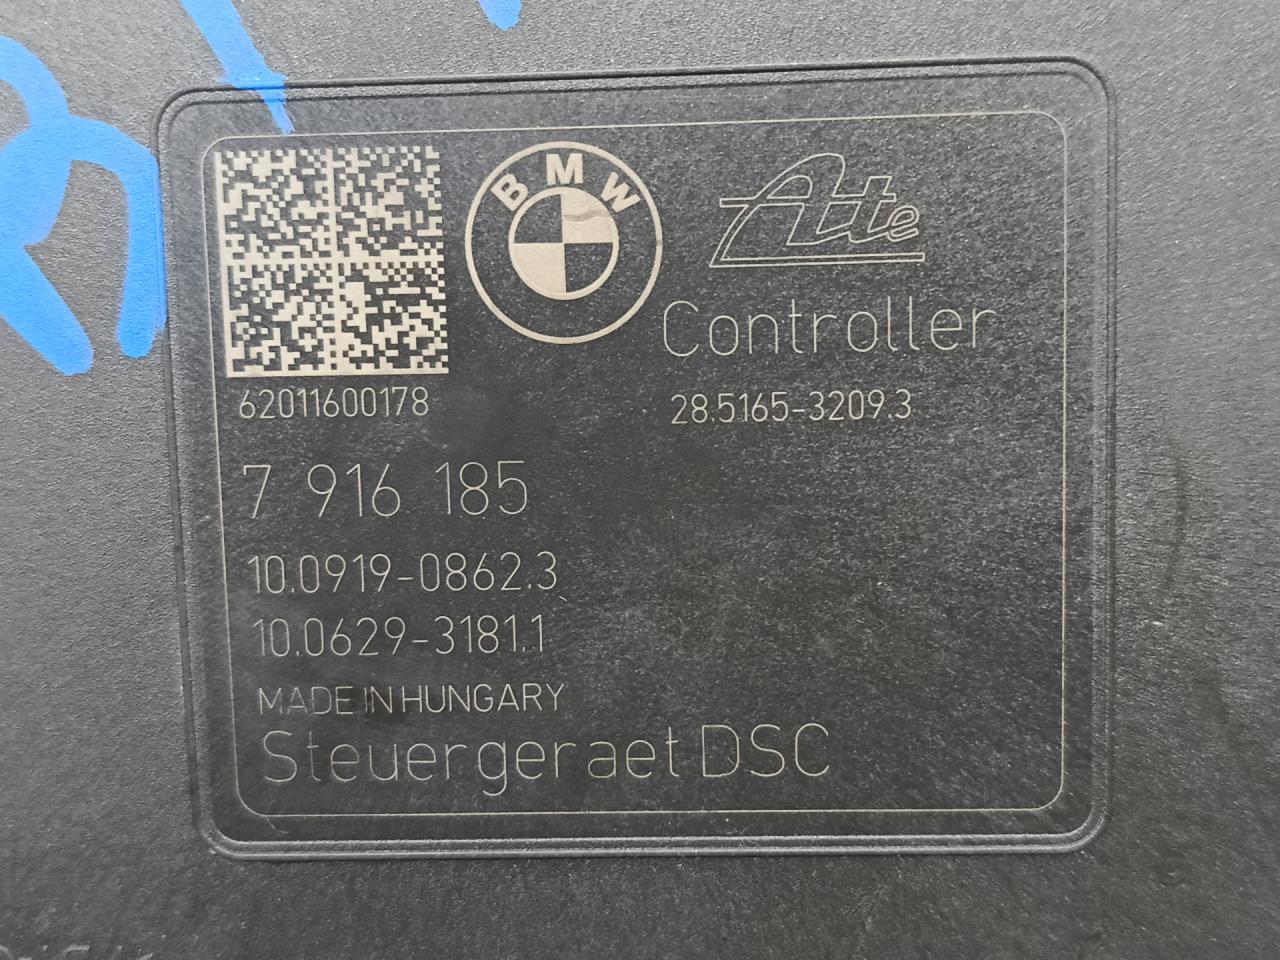 BMW
Ate
Controller
62011600178
28.5165-3209.3
7 916 185
10.0919-0862.3
10.0629-3181.1
MADE IN HUNGARY
Steuergeraet DSC